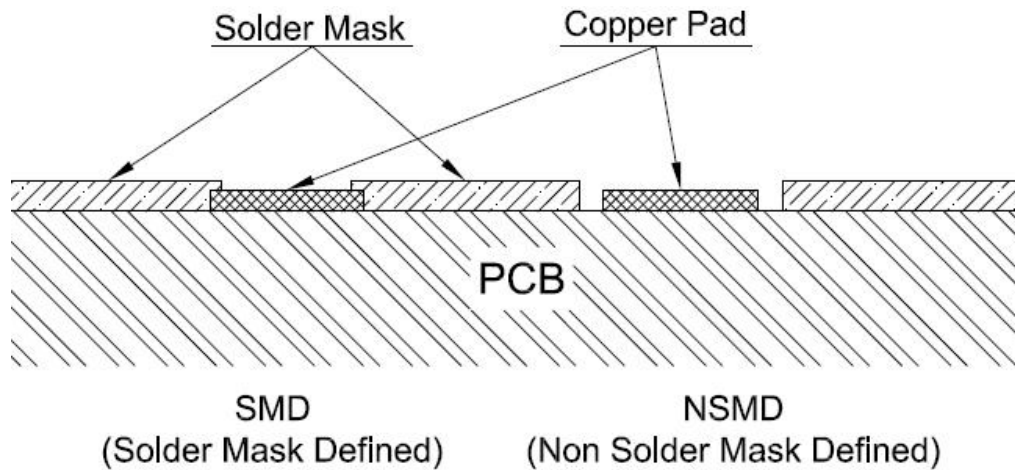 Solder Mask
Copper Pad
PCB
SMD
(Solder Mask Defined)
NSMD
(Non Solder Mask Defined)